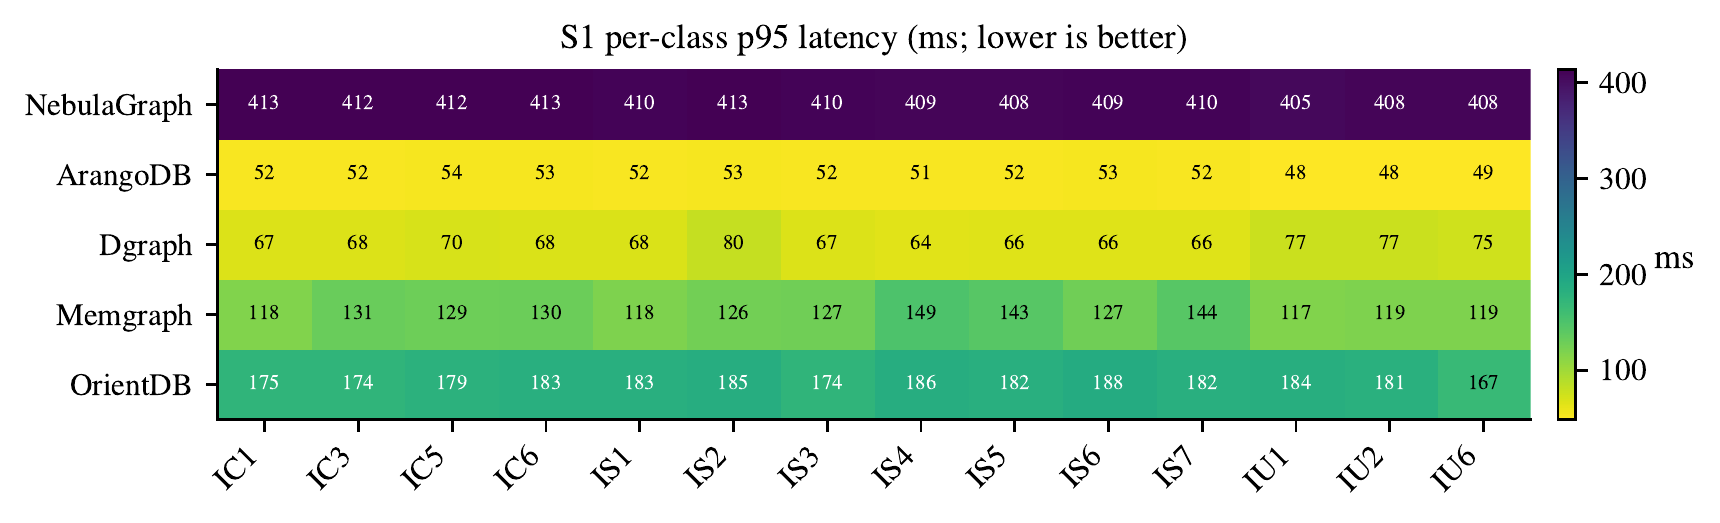 S1 per-class p95 latency (ms; lower is better)
NebulaGraph 413 412 412 413 410 413 410 409 408 409 410 405 408 408
ArangoDB 52 52 54 53 52 53 52 51 52 53 52 48 48 49
Dgraph 67 68 70 68 68 80 67 64 66 66 66 77 77 75
Memgraph 118 131 129 130 118 126 127 149 143 127 144 117 119 119
OrientDB 175 174 179 183 183 185 174 186 182 188 182 184 181 167
IC1 IC3 IC5 IC6 IS1 IS2 IS3 IS4 IS5 IS6 IS7 IU1 IU2 IU6
400
300
200
100
ms